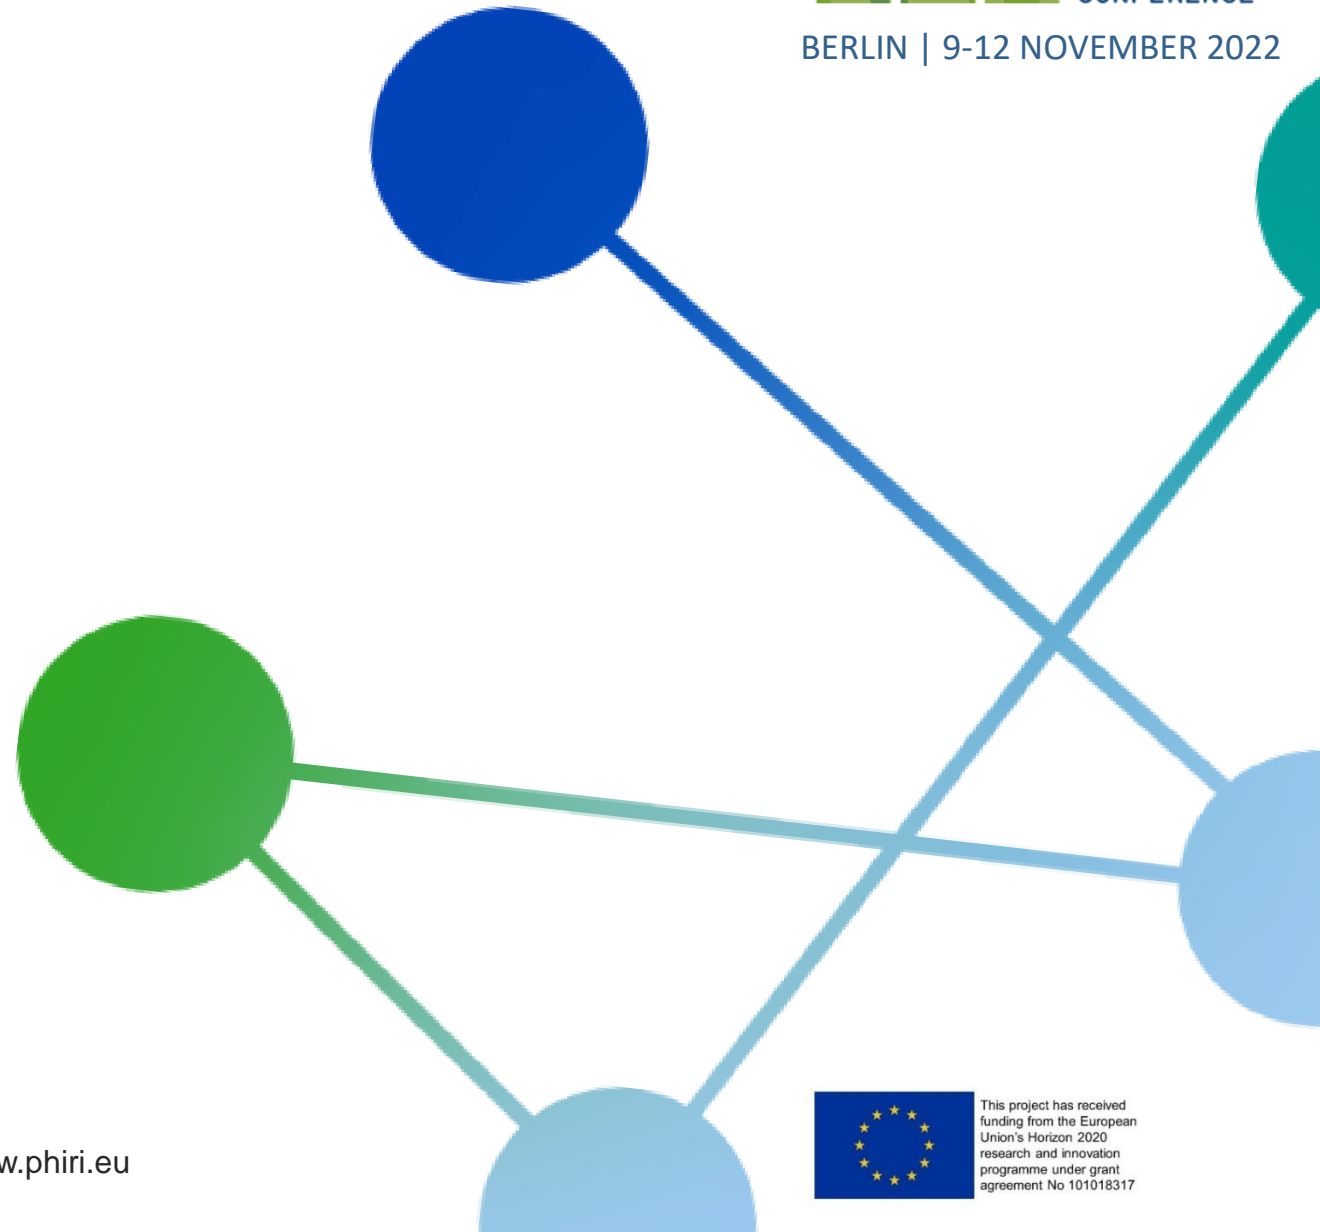 BERLIN | 9-12 NOVEMBER 2022
This project has received
funding from the European
Union's Horizon 2020
research and innovation
programme under grant
agreement No 101018317
w.phiri.eu